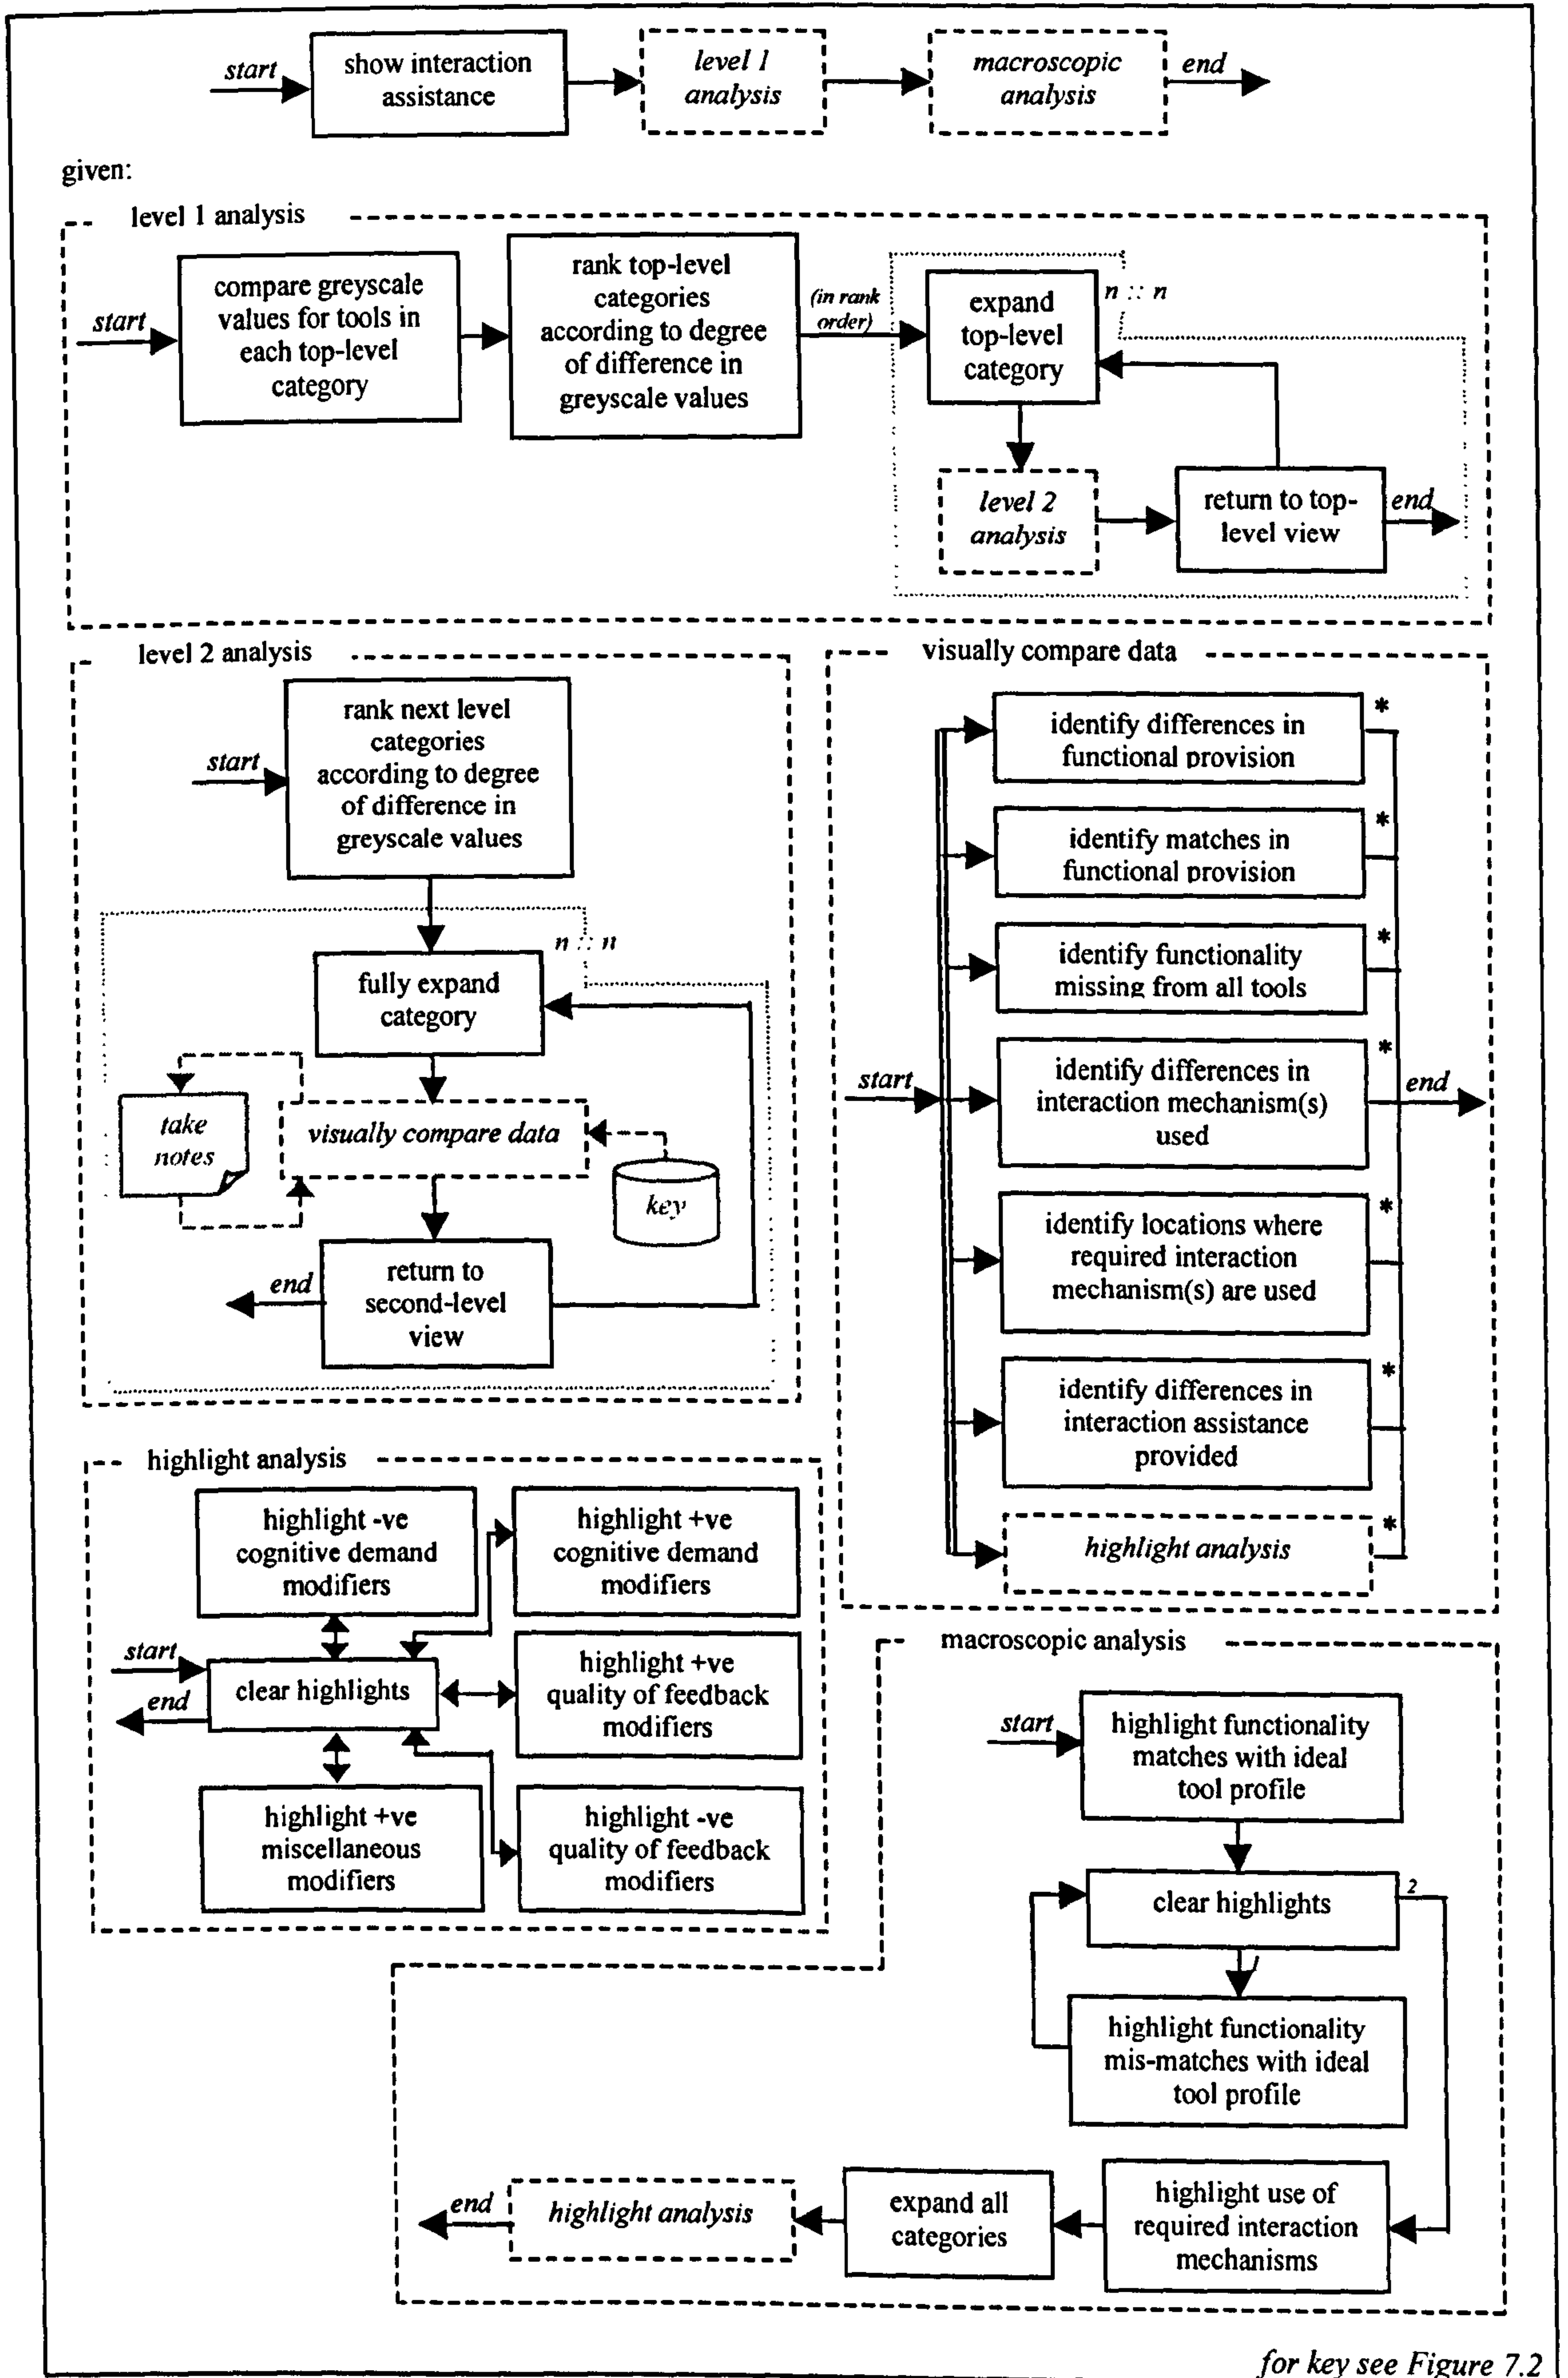 start
show interaction
assistance
level 1
analysis
macroscopic
analysis
end
given:
level 1 analysis
start
compare greyscale
values for tools in
each top-level
category
rank top-level
categories
according to degree
of difference in
greyscale values
(in rank
order)
expand
top-level
category
n :: n
level 2
analysis
return to top-
level view
end
level 2 analysis
start
rank next level
categories
according to degree
of difference in
greyscale values
n :: n
fully expand
category
take
notes
visually compare data
key
return to
second-level
view
end
visually compare data
start
identify differences in
functional provision
*
identify matches in
functional provision
*
identify functionality
missing from all tools
*
identify differences in
interaction mechanism(s)
used
*
end
identify locations where
required interaction
mechanism(s) are used
*
identify differences in
interaction assistance
provided
*
highlight analysis
*
highlight analysis
highlight -ve
cognitive demand
modifiers
highlight +ve
cognitive demand
modifiers
start
clear highlights
end
highlight +ve
quality of feedback
modifiers
highlight +ve
miscellaneous
modifiers
highlight -ve
quality of feedback
modifiers
macroscopic analysis
start
highlight functionality
matches with ideal
tool profile
clear highlights
2
1
highlight functionality
mis-matches with ideal
tool profile
highlight use of
required interaction
mechanisms
expand all
categories
highlight analysis
end
for key see Figure 7.2